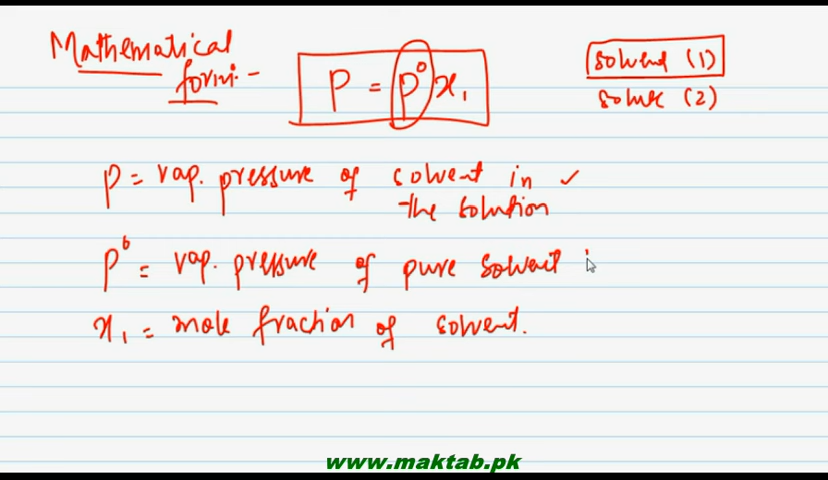 Mathematical
form:-
P = P° x₁
solvent (1)
solute (2)
P = vap. pressure of solvent in ✓
the solution
P° = vap. pressure of pure solvent
x₁ = mole fraction of solvent.
www.maktab.pk